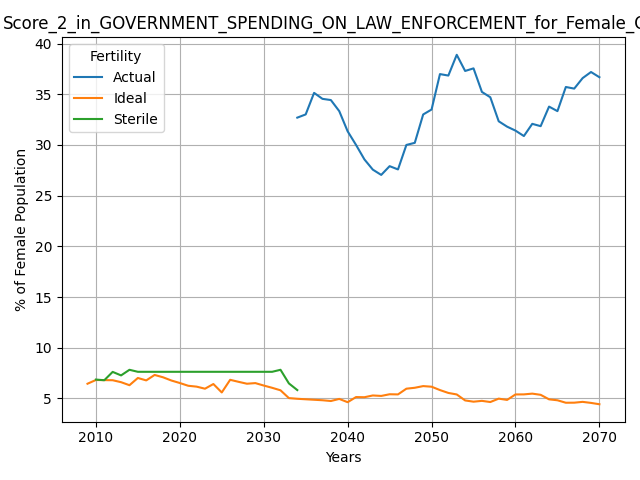 Score_2_in_GOVERNMENT_SPENDING_ON_LAW_ENFORCEMENT_for_Female_
Fertility
Actual
Ideal
Sterile
% of Female Population
40
35
30
25
20
15
10
5
2010 2020 2030 2040 2050 2060 2070
Years